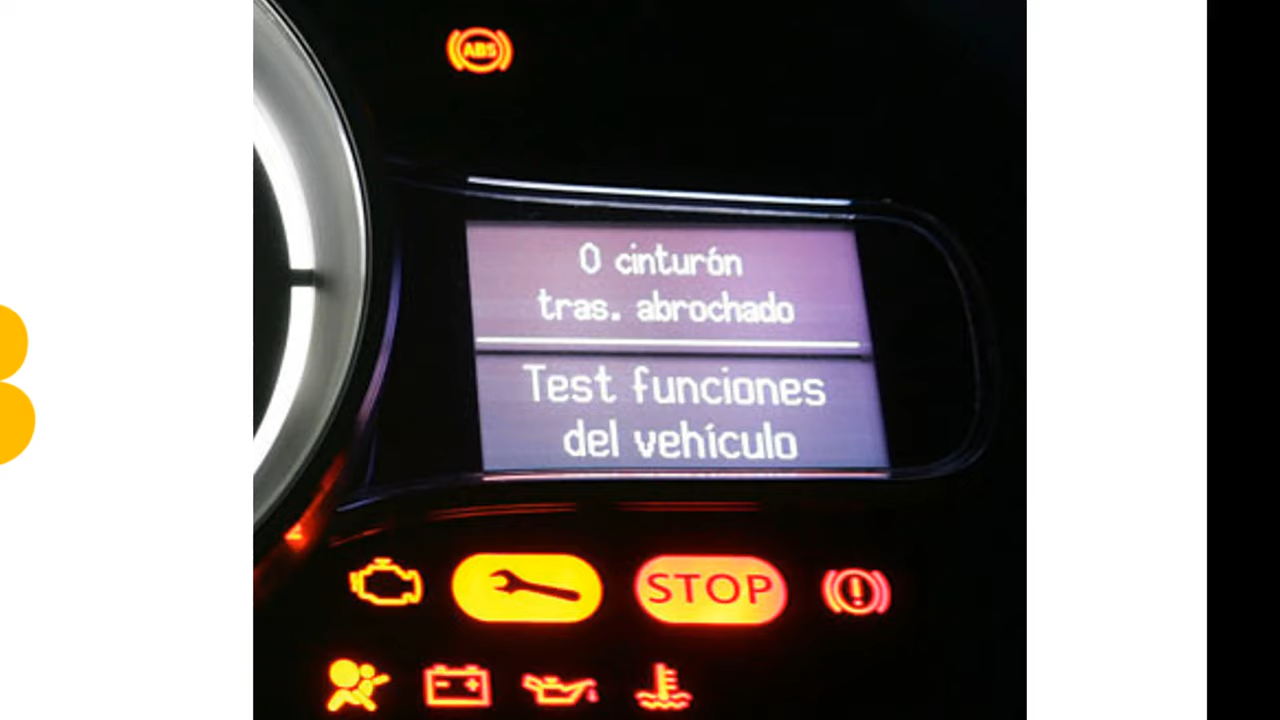 ABS
0 cinturón
tras. abrochado
Test funciones
del vehículo
STOP